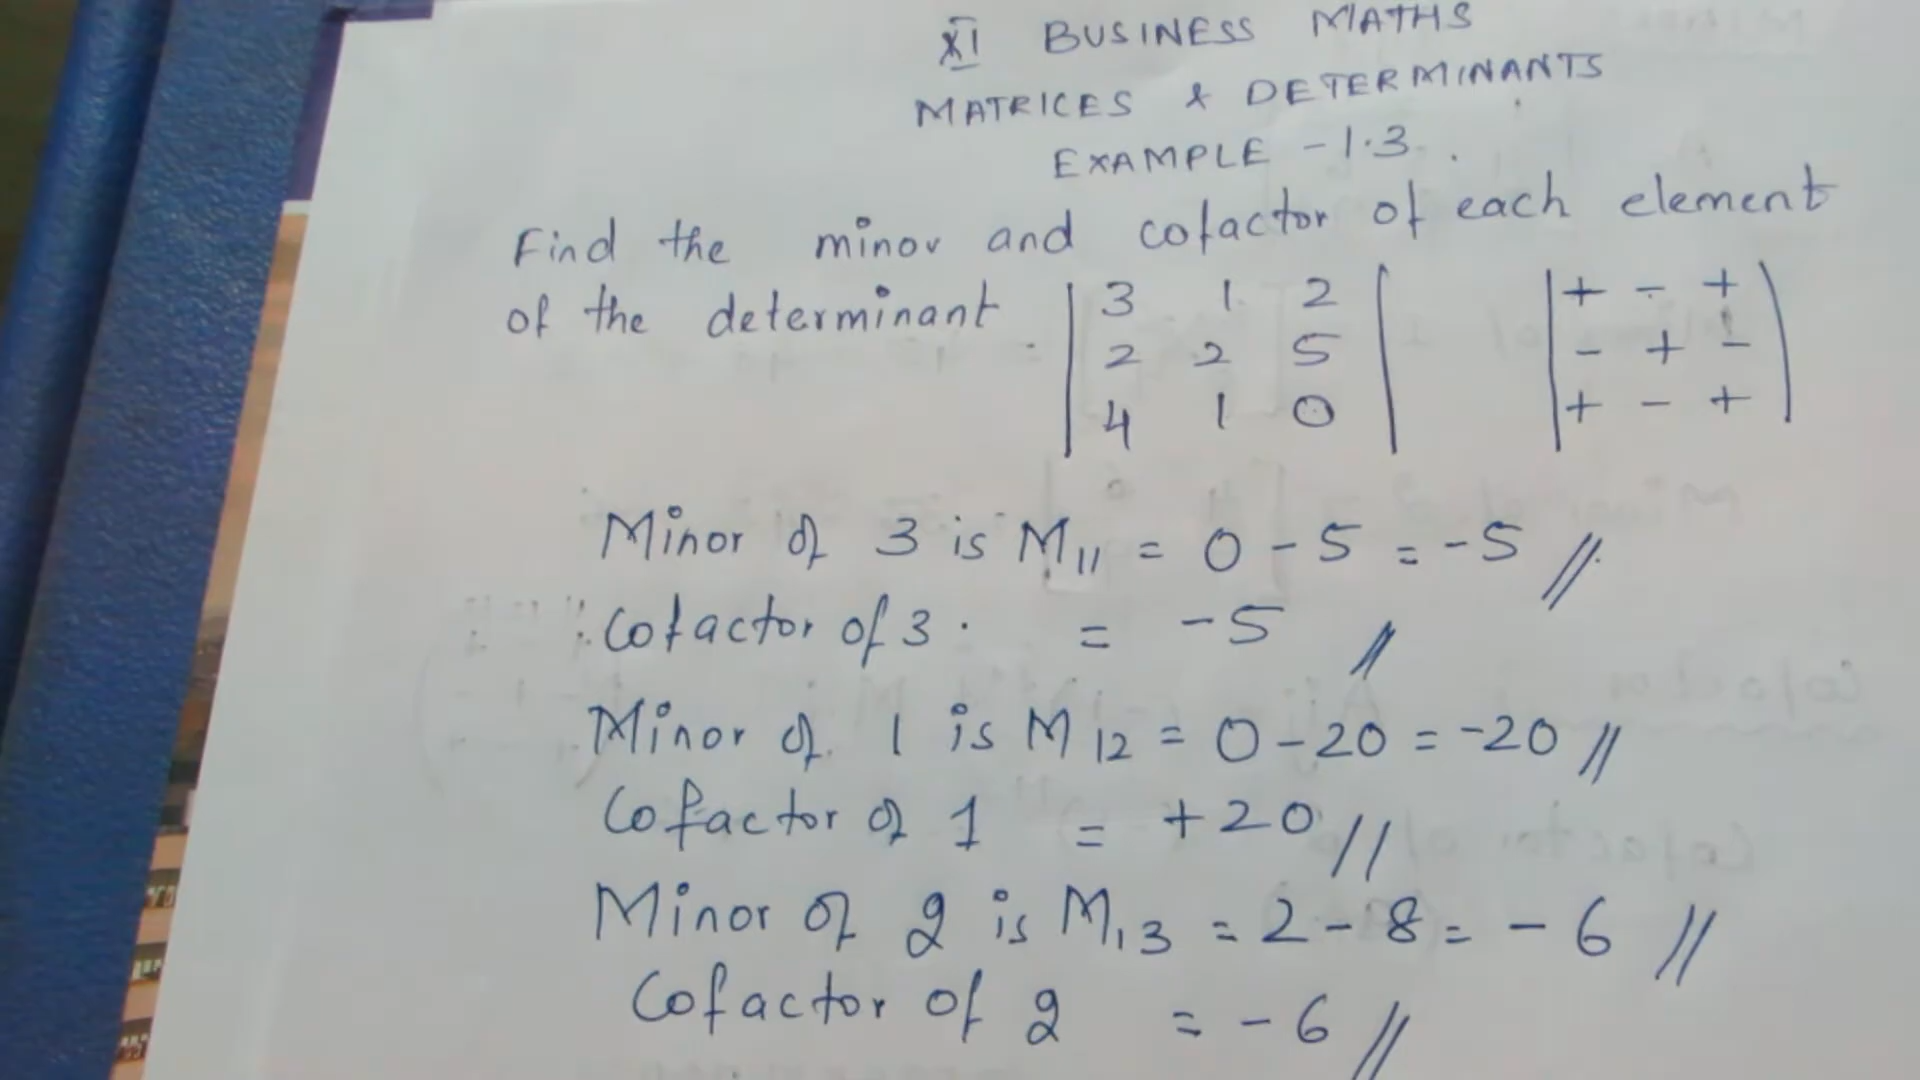 XI BUSINESS MATHS
MATRICES & DETERMINANTS
EXAMPLE - 1.3.
Find the minor and cofactor of each element
of the determinant | 3 1 2 | | + - + |
| 2 2 5 | | - + - |
| 4 1 0 | | + - + |
Minor of 3 is M11 = 0 - 5 = -5 //
Cofactor of 3 = -5 //
Minor of 1 is M12 = 0 - 20 = -20 //
Cofactor of 1 = +20 //
Minor of 2 is M13 = 2 - 8 = - 6 //
Cofactor of 2 = - 6 //